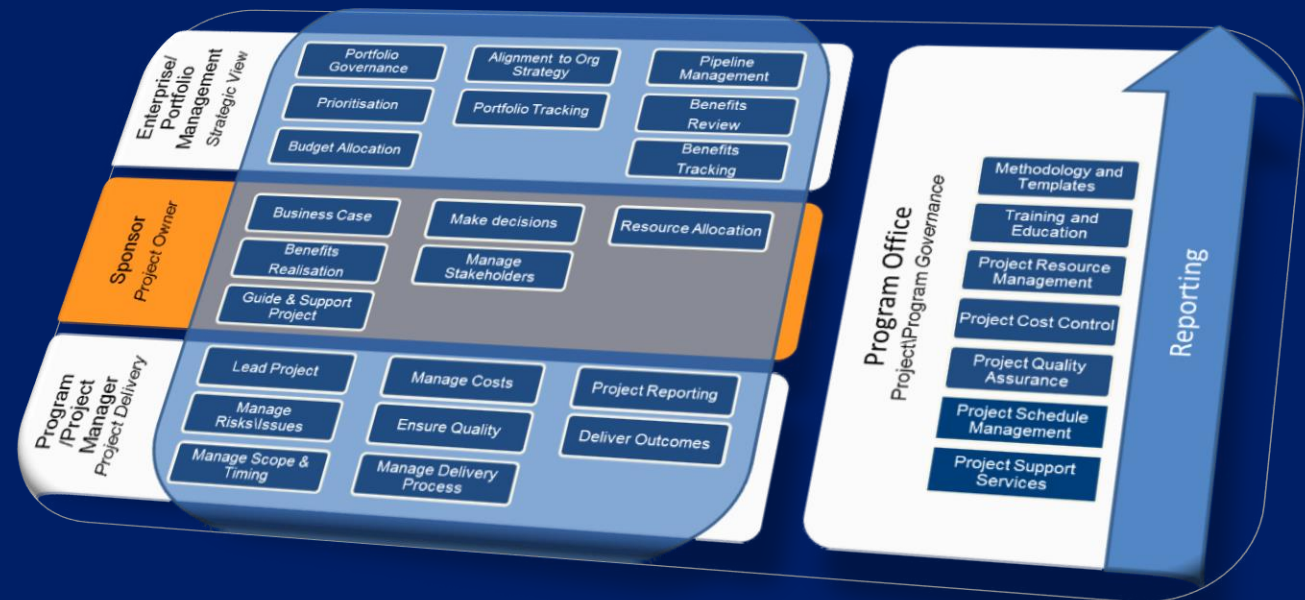 Enterprise/
Portfolio
Management
Strategic View
Portfolio
Governance
Alignment to Org
Strategy
Pipeline
Management
Prioritisation
Portfolio Tracking
Benefits
Review
Budget Allocation
Benefits
Tracking
Sponsor
Project Owner
Business Case
Make decisions
Resource Allocation
Benefits
Realisation
Manage
Stakeholders
Guide & Support
Project
Program
/Project
Manager
Project Delivery
Lead Project
Manage Costs
Project Reporting
Manage
Risks\Issues
Ensure Quality
Deliver Outcomes
Manage Scope &
Timing
Manage Delivery
Process
Program Office
Project\Program Governance
Methodology and
Templates
Training and
Education
Project Resource
Management
Project Cost Control
Project Quality
Assurance
Project Schedule
Management
Project Support
Services
Reporting